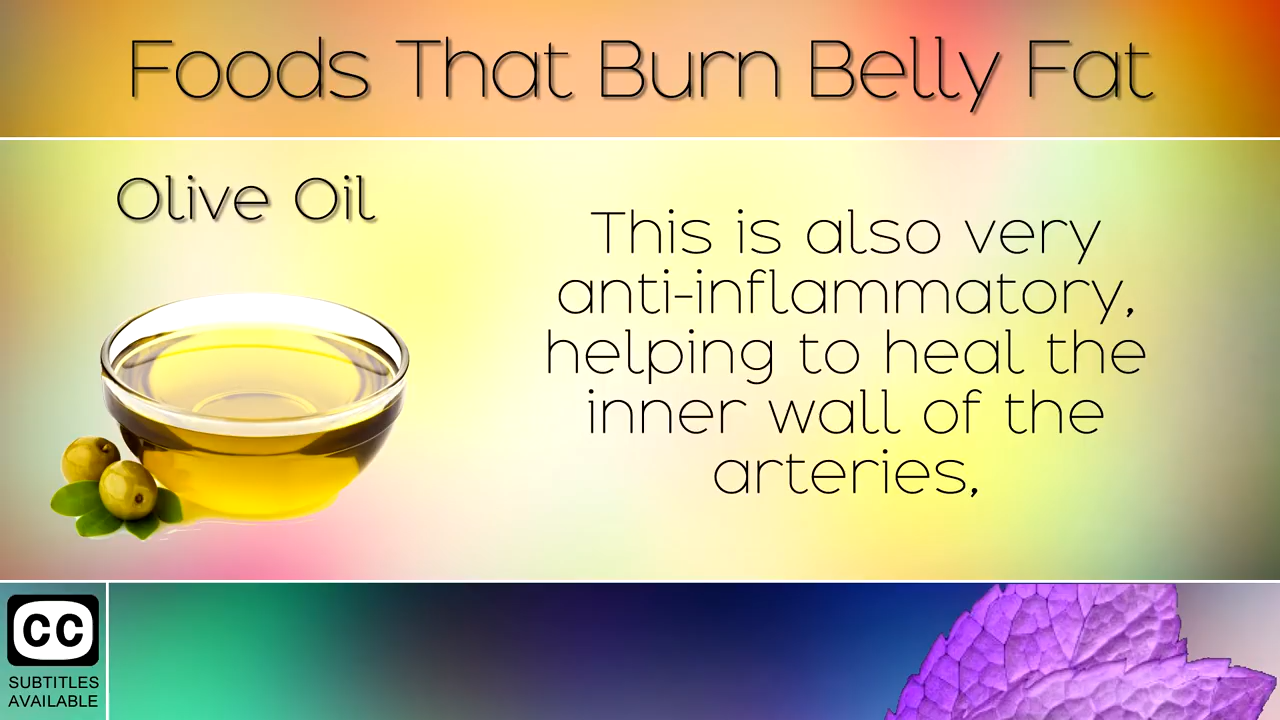 Foods That Burn Belly Fat
Olive Oil
This is also very
anti-inflammatory,
helping to heal the
inner wall of the
arteries,
CC
SUBTITLES
AVAILABLE